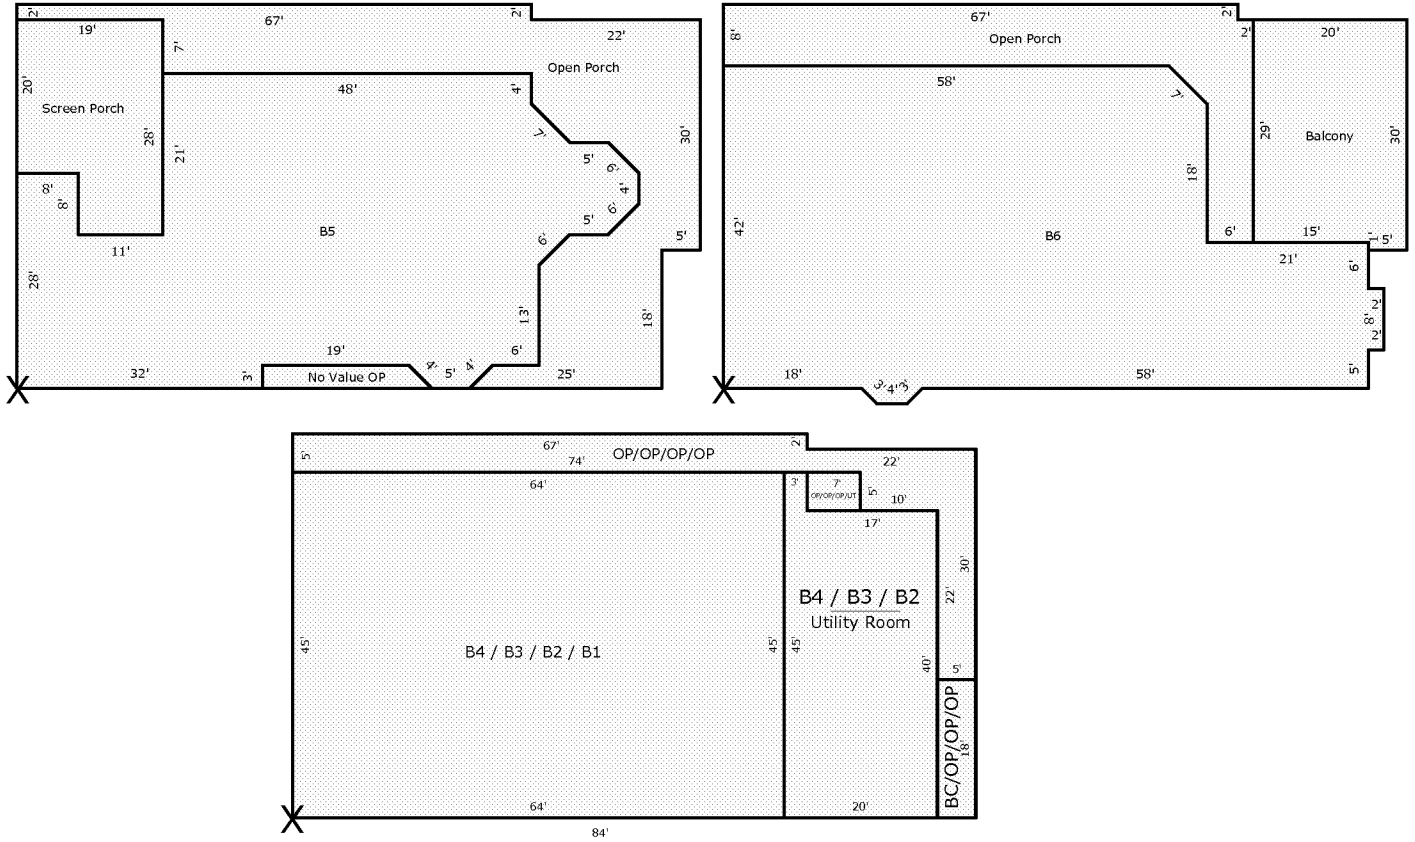 2' 67' 2'
19' 7' 22'
Open Porch
20' 48' 4'
Screen Porch
28' 21' 7' 30'
5' 6'
8' 8' 4'
5' 6'
B5 6' 5'
11'
28' 13' 18'
19' 6'
32' 3' No Value OP 4' 5' 4' 25'
X
67' 2'
8' Open Porch 2' 20'
58' 7'
29' Balcony 30'
18'
42' B6 6' 15' 1' 5'
21' 6'
2'
8'
2'
18' 3' 4' 3' 58' 5'
X
67' 2'
5' 74' OP/OP/OP/OP 22'
64' 3' 7' 5' 10'
OP/OP/OP/UT
17'
30'
B4 / B3 / B2 22'
Utility Room
45' B4 / B3 / B2 / B1 45' 45' 40' 5'
BC/OP/OP/OP
18'
64' 20'
X
84'